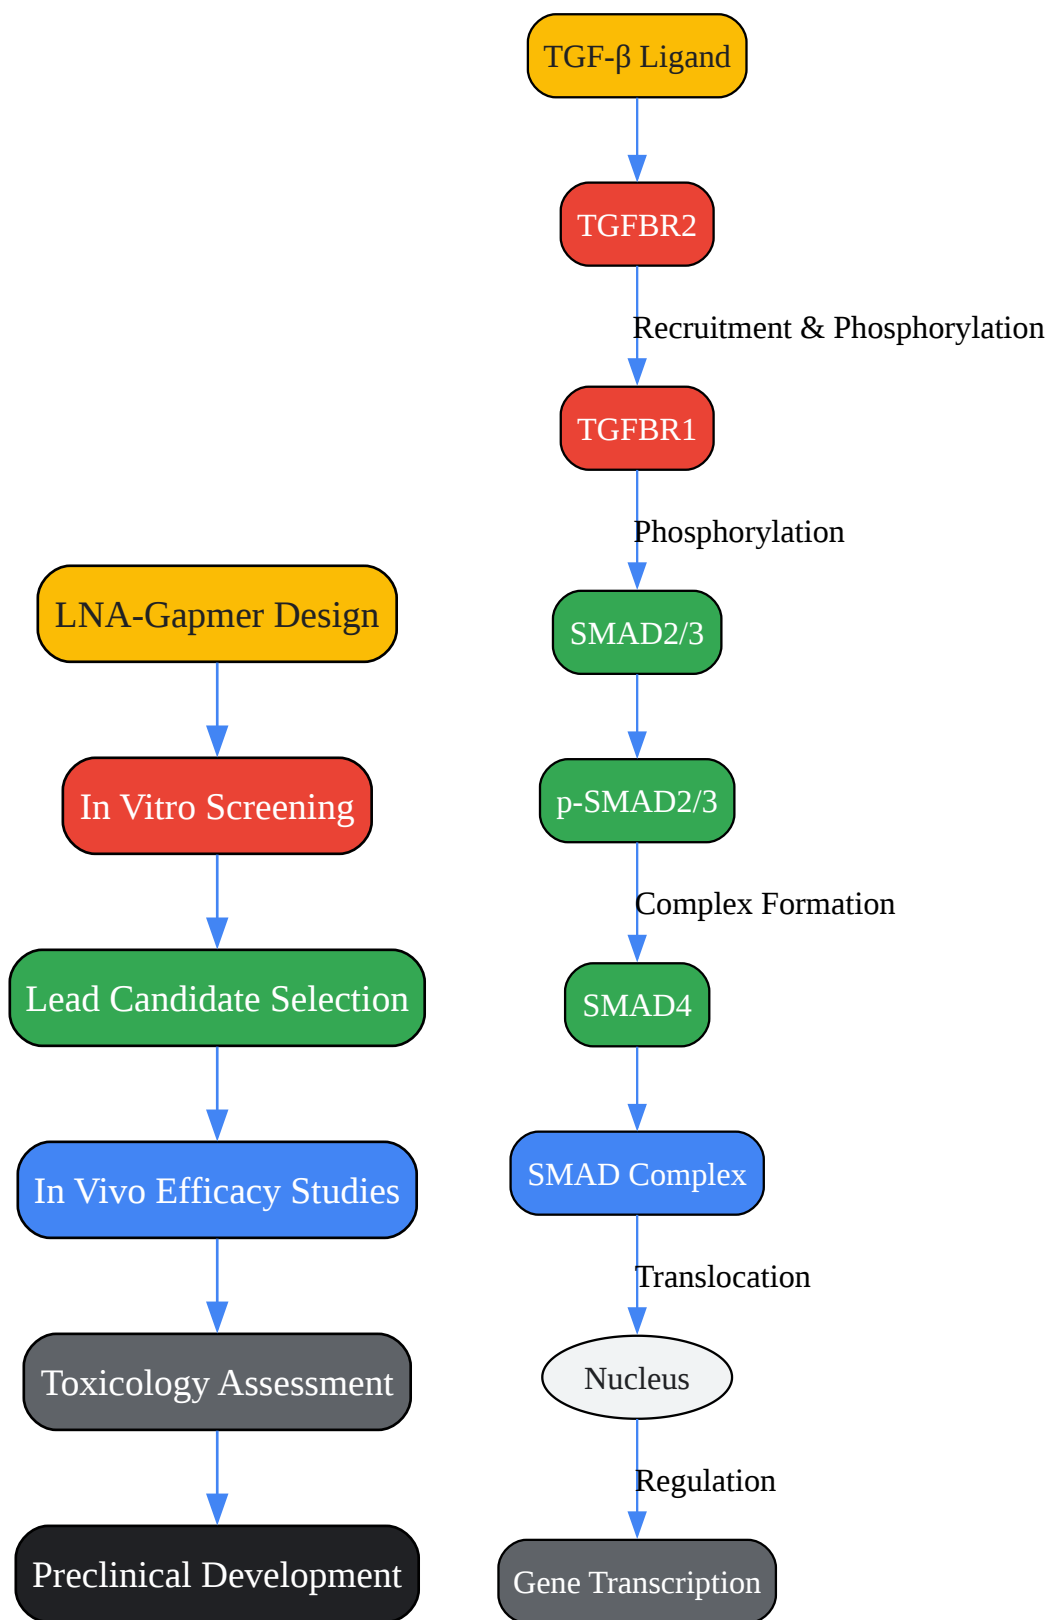 LNA-Gapmer Design
In Vitro Screening
Lead Candidate Selection
In Vivo Efficacy Studies
Toxicology Assessment
Preclinical Development
TGF-β Ligand
TGFBR2
Recruitment & Phosphorylation
TGFBR1
Phosphorylation
SMAD2/3
p-SMAD2/3
Complex Formation
SMAD4
SMAD Complex
Translocation
Nucleus
Regulation
Gene Transcription